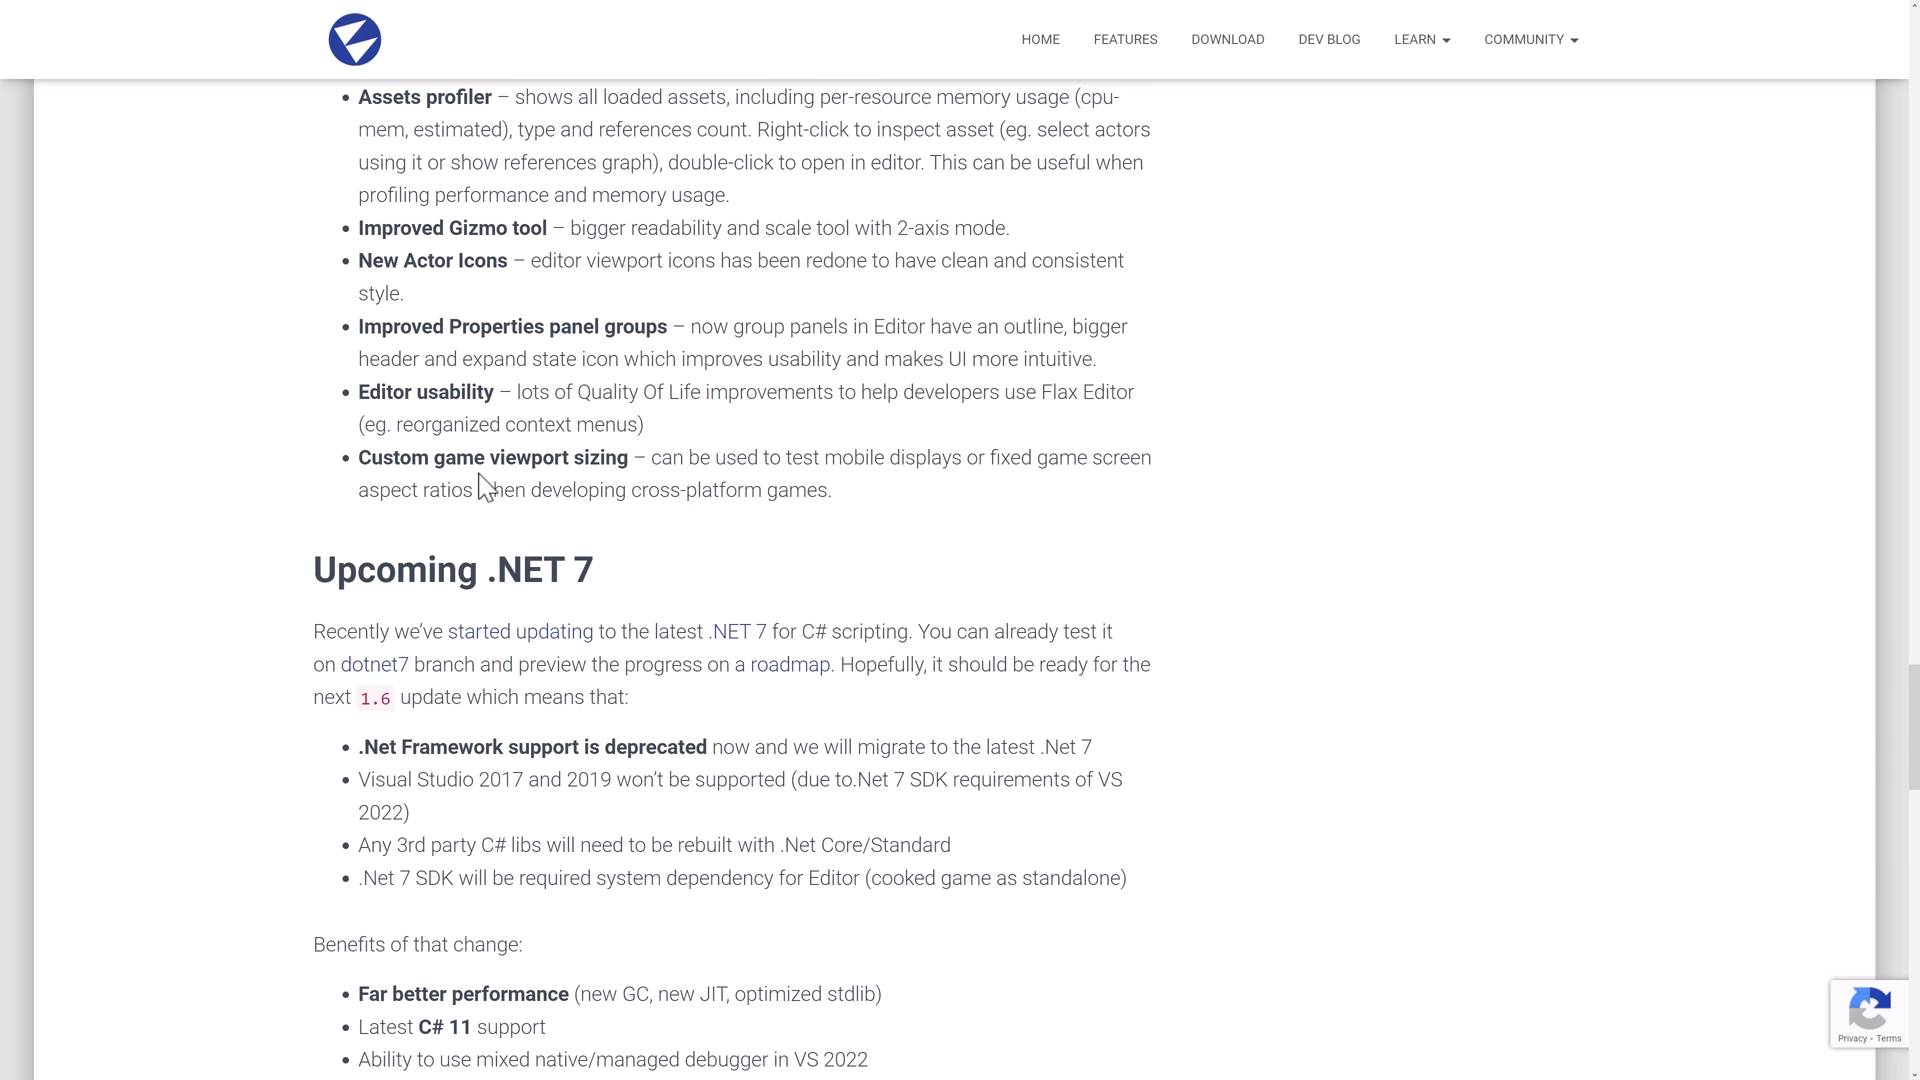 HOME FEATURES DOWNLOAD DEV BLOG LEARN COMMUNITY
• Assets profiler – shows all loaded assets, including per-resource memory usage (cpu-
mem, estimated), type and references count. Right-click to inspect asset (eg. select actors
using it or show references graph), double-click to open in editor. This can be useful when
profiling performance and memory usage.
• Improved Gizmo tool – bigger readability and scale tool with 2-axis mode.
• New Actor Icons – editor viewport icons has been redone to have clean and consistent
style.
• Improved Properties panel groups – now group panels in Editor have an outline, bigger
header and expand state icon which improves usability and makes UI more intuitive.
• Editor usability – lots of Quality Of Life improvements to help developers use Flax Editor
(eg. reorganized context menus)
• Custom game viewport sizing – can be used to test mobile displays or fixed game screen
aspect ratios when developing cross-platform games.
Upcoming .NET 7
Recently we’ve started updating to the latest .NET 7 for C# scripting. You can already test it
on dotnet7 branch and preview the progress on a roadmap. Hopefully, it should be ready for the
next 1.6 update which means that:
• .Net Framework support is deprecated now and we will migrate to the latest .Net 7
• Visual Studio 2017 and 2019 won’t be supported (due to.Net 7 SDK requirements of VS
2022)
• Any 3rd party C# libs will need to be rebuilt with .Net Core/Standard
• .Net 7 SDK will be required system dependency for Editor (cooked game as standalone)
Benefits of that change:
• Far better performance (new GC, new JIT, optimized stdlib)
• Latest C# 11 support
• Ability to use mixed native/managed debugger in VS 2022
Privacy - Terms